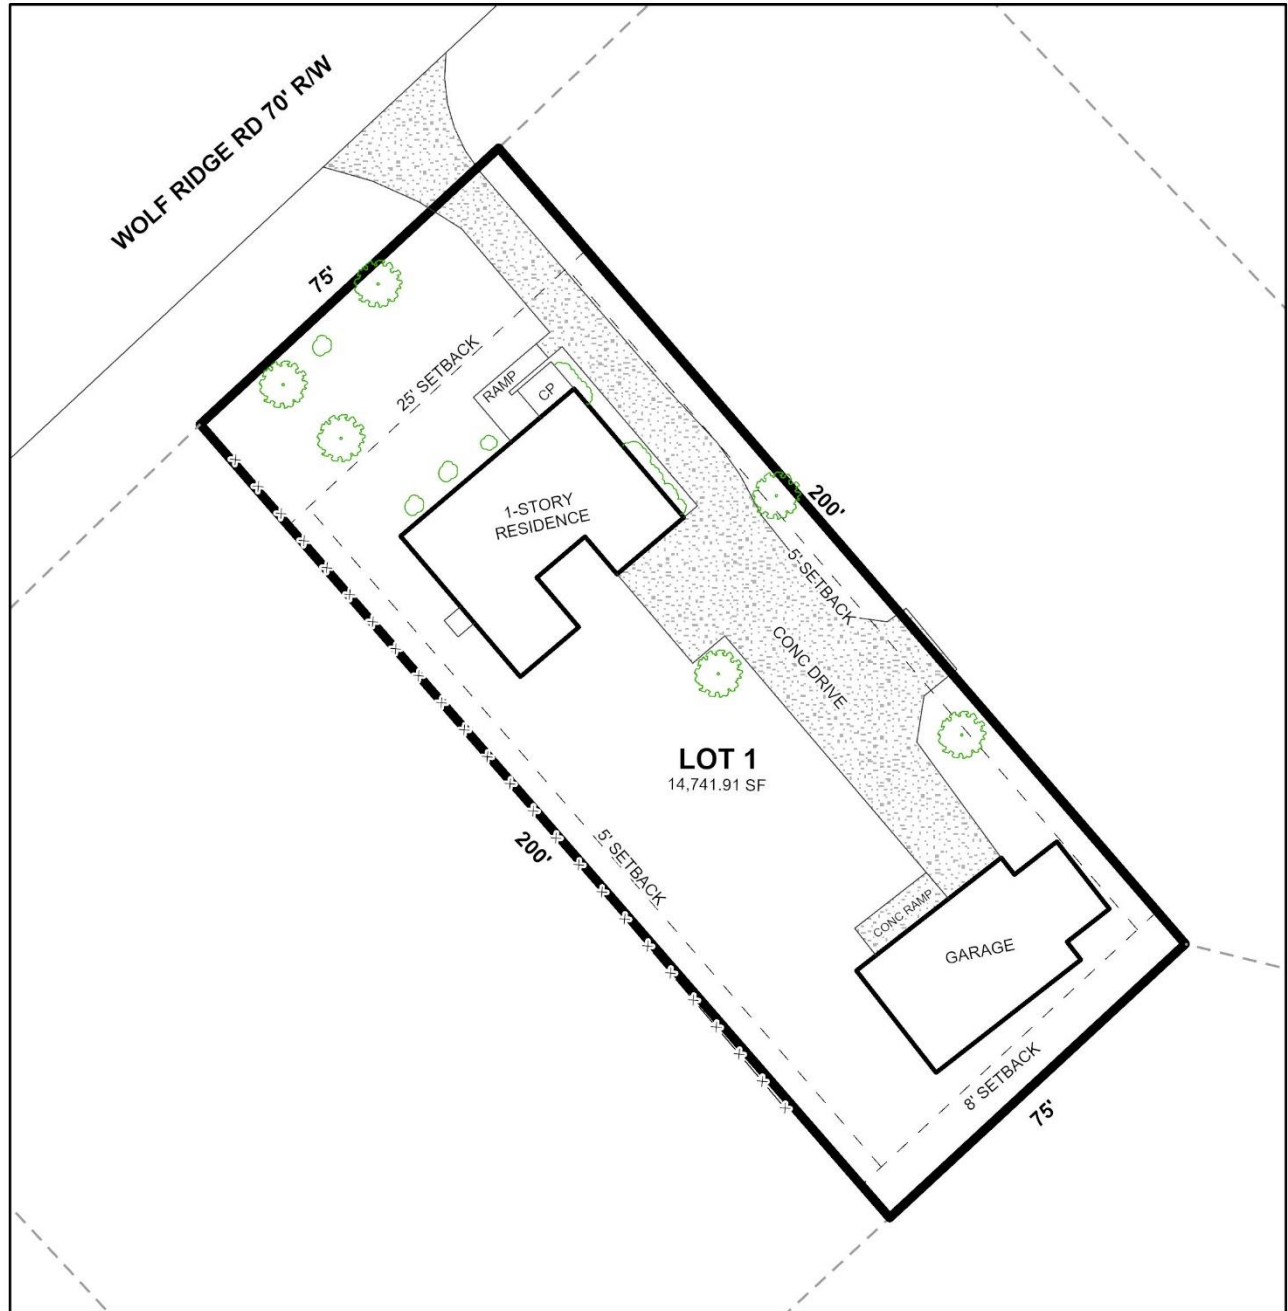 WOLF RIDGE RD 70' R/W
75'
25' SETBACK
RAMP
CP
1-STORY
RESIDENCE
200'
5' SETBACK
CONC DRIVE
LOT 1
14,741.91 SF
200'
5' SETBACK
CONC RAMP
GARAGE
8' SETBACK
75'